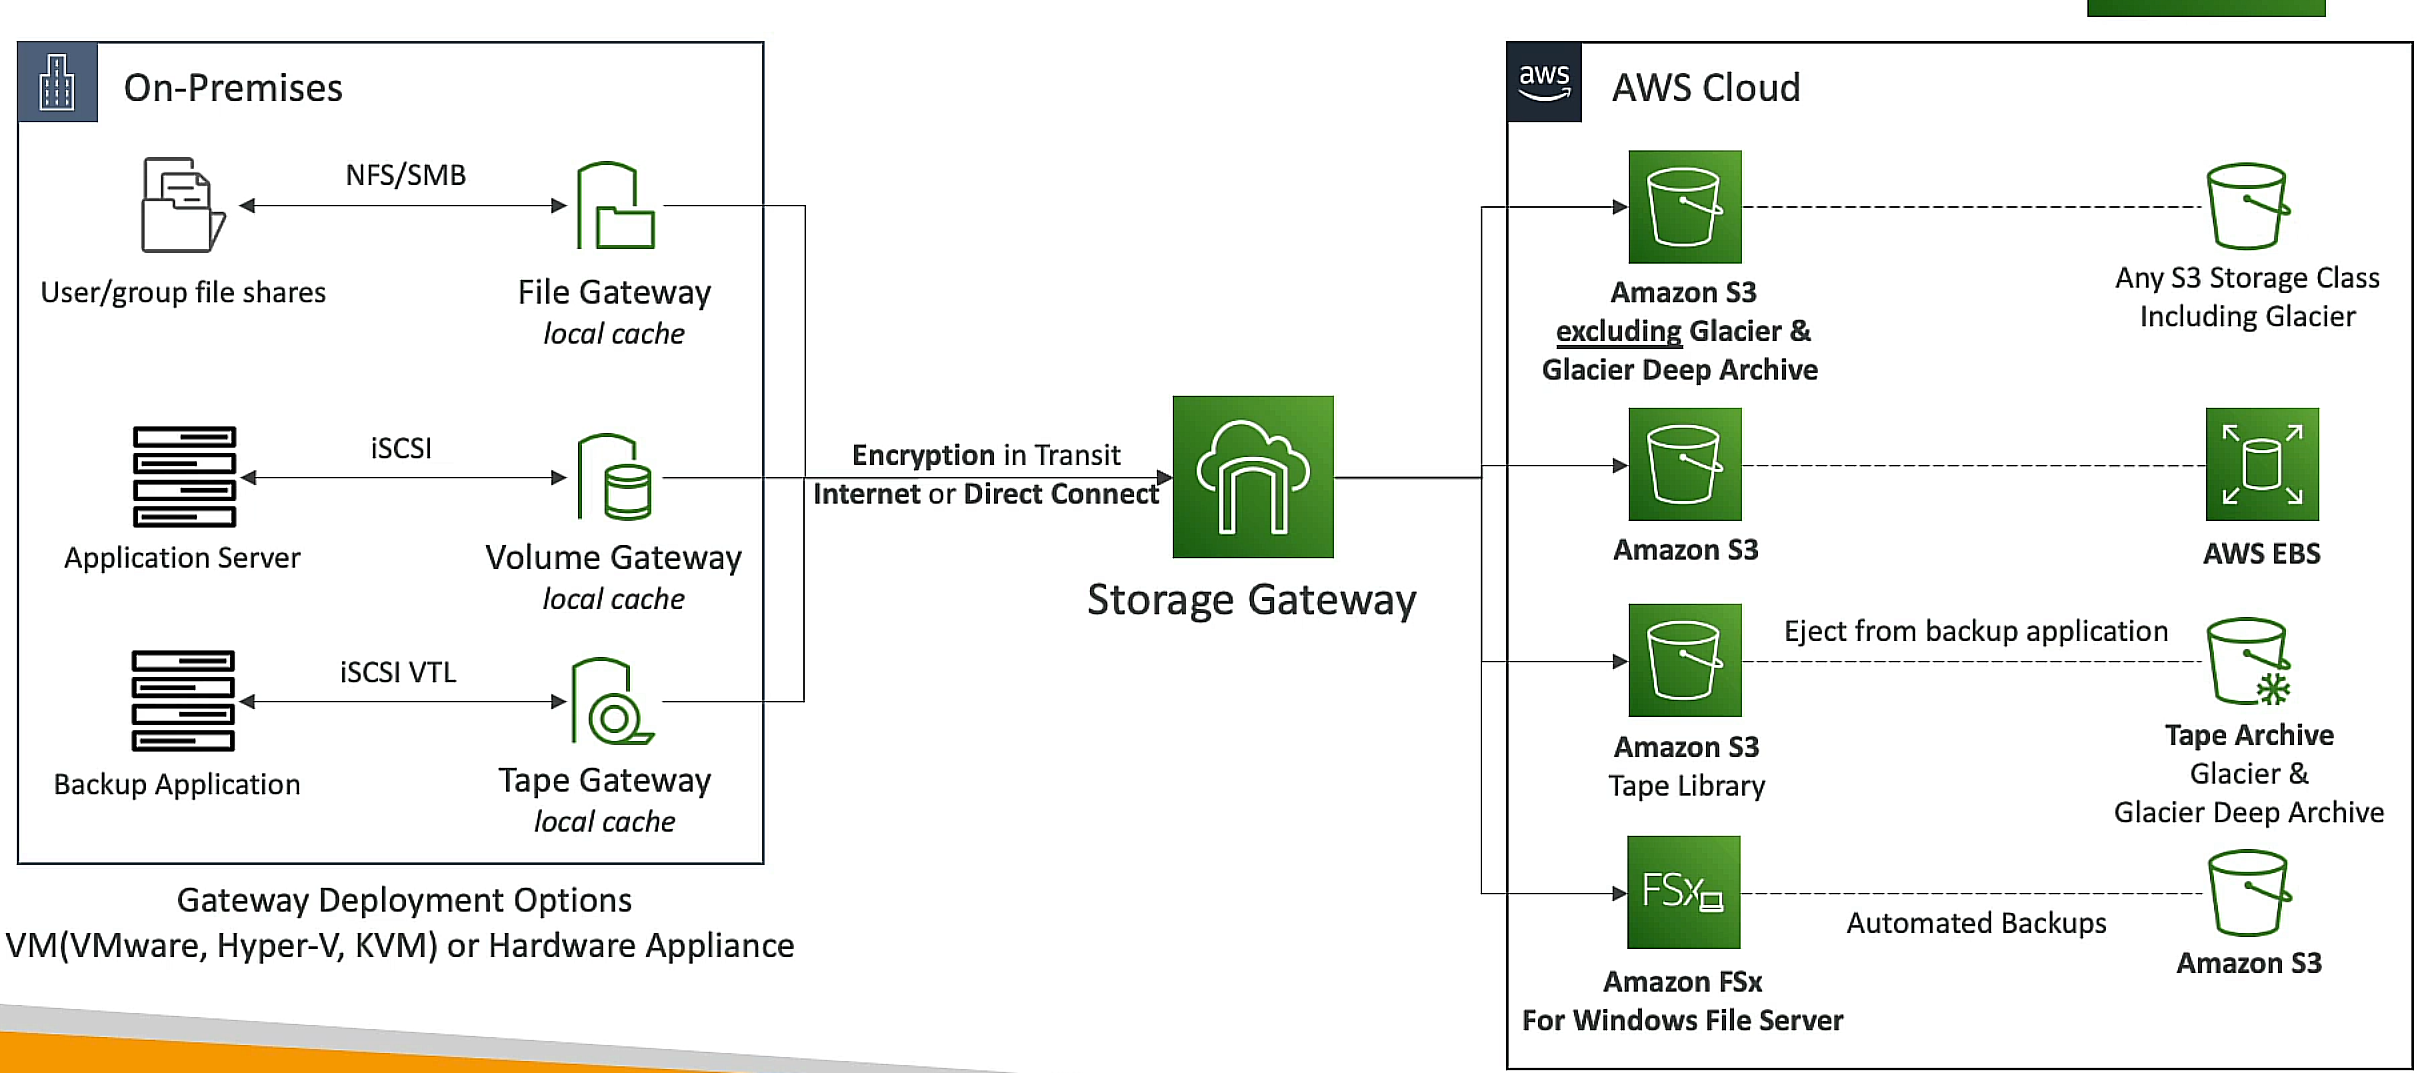 On-Premises
NFS/SMB
User/group file shares
File Gateway
local cache
iSCSI
Application Server
Volume Gateway
local cache
iSCSI VTL
Backup Application
Tape Gateway
local cache
Gateway Deployment Options
VM(VMware, Hyper-V, KVM) or Hardware Appliance
Encryption in Transit
Internet or Direct Connect
Storage Gateway
aws
AWS Cloud
Amazon S3
excluding Glacier &
Glacier Deep Archive
Any S3 Storage Class
Including Glacier
Amazon S3
AWS EBS
Amazon S3
Tape Library
Eject from backup application
Tape Archive
Glacier &
Glacier Deep Archive
FSx
Amazon FSx
For Windows File Server
Automated Backups
Amazon S3